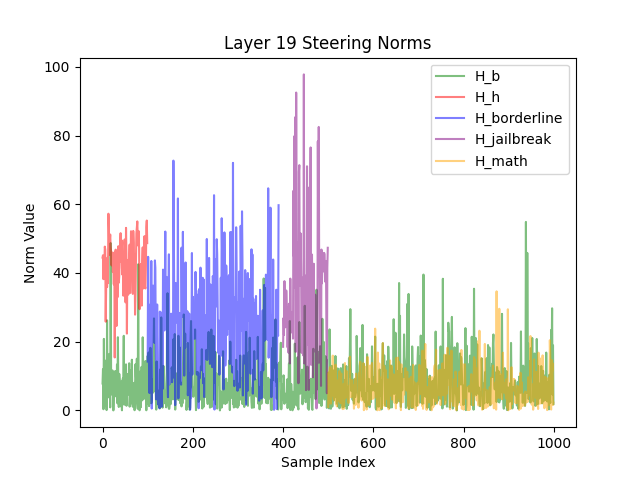 Layer 19 Steering Norms
Norm Value
100
80
60
40
20
0
H_b
H_h
H_borderline
H_jailbreak
H_math
0
200
400
600
800
1000
Sample Index